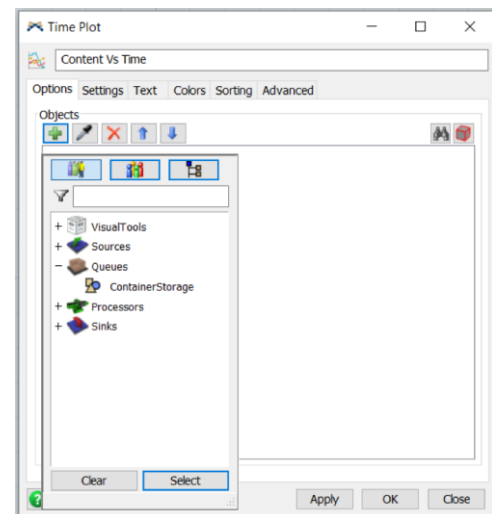 Time Plot
Content Vs Time
Options Settings Text Colors Sorting Advanced
Objects
+ VisualTools
+ Sources
- Queues
ContainerStorage
+ Processors
+ Sinks
Clear Select
Apply OK Close